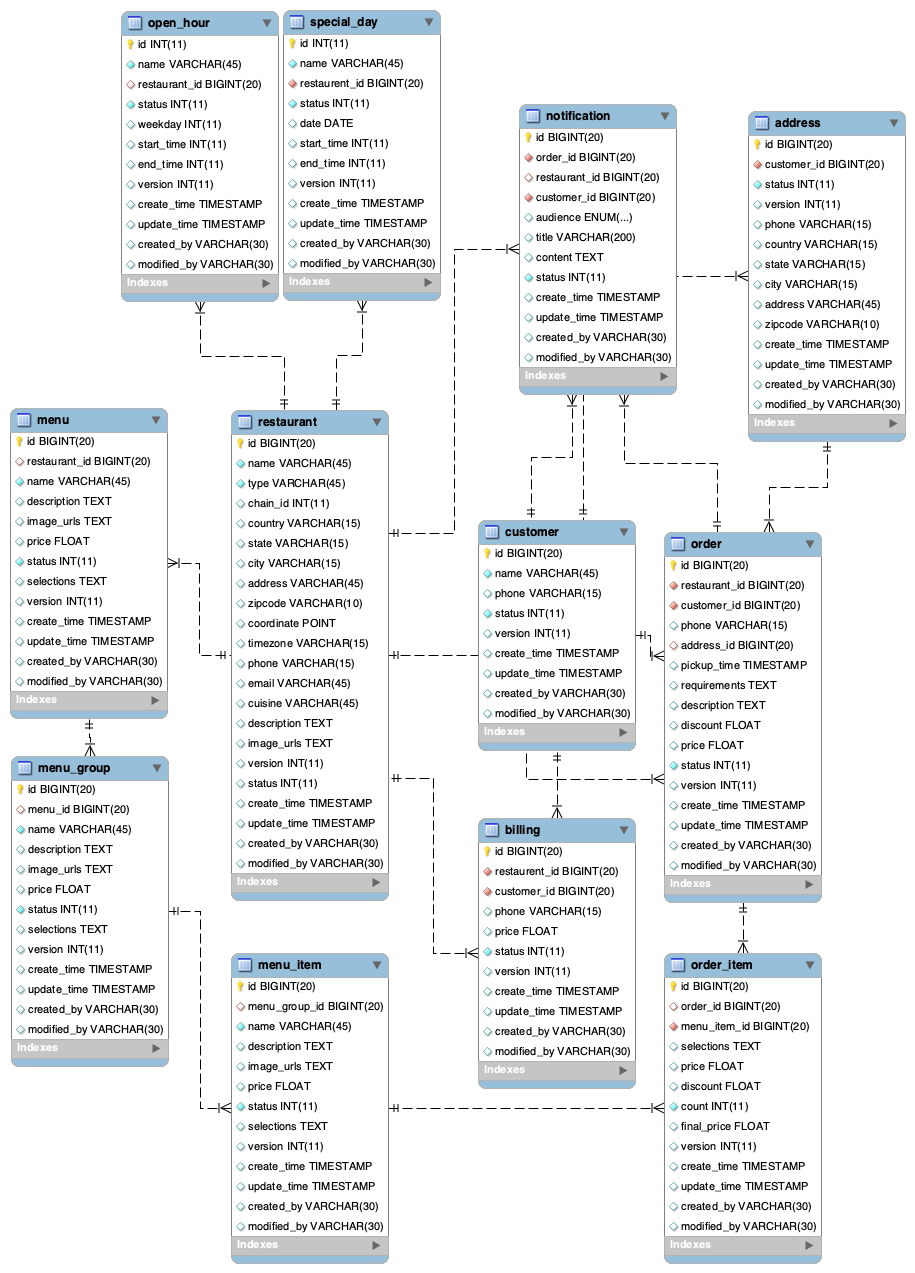 open_hour
id INT(11)
name VARCHAR(45)
restaurant_id BIGINT(20)
status INT(11)
weekday INT(11)
start_time INT(11)
end_time INT(11)
version INT(11)
create_time TIMESTAMP
update_time TIMESTAMP
created_by VARCHAR(30)
modified_by VARCHAR(30)
Indexes
special_day
id INT(11)
name VARCHAR(45)
restaurent_id BIGINT(20)
status INT(11)
date DATE
start_time INT(11)
end_time INT(11)
version INT(11)
create_time TIMESTAMP
update_time TIMESTAMP
created_by VARCHAR(30)
modified_by VARCHAR(30)
Indexes
notification
id BIGINT(20)
order_id BIGINT(20)
restaurant_id BIGINT(20)
customer_id BIGINT(20)
audience ENUM(...)
title VARCHAR(200)
content TEXT
status INT(11)
create_time TIMESTAMP
update_time TIMESTAMP
created_by VARCHAR(30)
modified_by VARCHAR(30)
Indexes
address
id BIGINT(20)
customer_id BIGINT(20)
status INT(11)
version INT(11)
phone VARCHAR(15)
country VARCHAR(15)
state VARCHAR(15)
city VARCHAR(15)
address VARCHAR(45)
zipcode VARCHAR(10)
create_time TIMESTAMP
update_time TIMESTAMP
created_by VARCHAR(30)
modified_by VARCHAR(30)
Indexes
menu
id BIGINT(20)
restaurant_id BIGINT(20)
name VARCHAR(45)
description TEXT
image_urls TEXT
price FLOAT
status INT(11)
selections TEXT
version INT(11)
create_time TIMESTAMP
update_time TIMESTAMP
created_by VARCHAR(30)
modified_by VARCHAR(30)
Indexes
restaurant
id BIGINT(20)
name VARCHAR(45)
type VARCHAR(45)
chain_id INT(11)
country VARCHAR(15)
state VARCHAR(15)
city VARCHAR(15)
address VARCHAR(45)
zipcode VARCHAR(10)
coordinate POINT
timezone VARCHAR(15)
phone VARCHAR(15)
email VARCHAR(45)
cuisine VARCHAR(45)
description TEXT
image_urls TEXT
version INT(11)
status INT(11)
create_time TIMESTAMP
update_time TIMESTAMP
created_by VARCHAR(30)
modified_by VARCHAR(30)
Indexes
customer
id BIGINT(20)
name VARCHAR(45)
phone VARCHAR(15)
status INT(11)
version INT(11)
create_time TIMESTAMP
update_time TIMESTAMP
created_by VARCHAR(30)
modified_by VARCHAR(30)
Indexes
order
id BIGINT(20)
restaurant_id BIGINT(20)
customer_id BIGINT(20)
phone VARCHAR(15)
address_id BIGINT(20)
pickup_time TIMESTAMP
requirements TEXT
description TEXT
discount FLOAT
price FLOAT
status INT(11)
version INT(11)
create_time TIMESTAMP
update_time TIMESTAMP
created_by VARCHAR(30)
modified_by VARCHAR(30)
Indexes
menu_group
id BIGINT(20)
menu_id BIGINT(20)
name VARCHAR(45)
description TEXT
image_urls TEXT
price FLOAT
status INT(11)
selections TEXT
version INT(11)
create_time TIMESTAMP
update_time TIMESTAMP
created_by VARCHAR(30)
modified_by VARCHAR(30)
Indexes
billing
id BIGINT(20)
restaurent_id BIGINT(20)
customer_id BIGINT(20)
phone VARCHAR(15)
price FLOAT
status INT(11)
version INT(11)
create_time TIMESTAMP
update_time TIMESTAMP
created_by VARCHAR(30)
modified_by VARCHAR(30)
Indexes
menu_item
id BIGINT(20)
menu_group_id BIGINT(20)
name VARCHAR(45)
description TEXT
image_urls TEXT
price FLOAT
status INT(11)
selections TEXT
version INT(11)
create_time TIMESTAMP
update_time TIMESTAMP
created_by VARCHAR(30)
modified_by VARCHAR(30)
Indexes
order_item
id BIGINT(20)
order_id BIGINT(20)
menu_item_id BIGINT(20)
selections TEXT
price FLOAT
discount FLOAT
count INT(11)
final_price FLOAT
version INT(11)
create_time TIMESTAMP
update_time TIMESTAMP
created_by VARCHAR(30)
modified_by VARCHAR(30)
Indexes